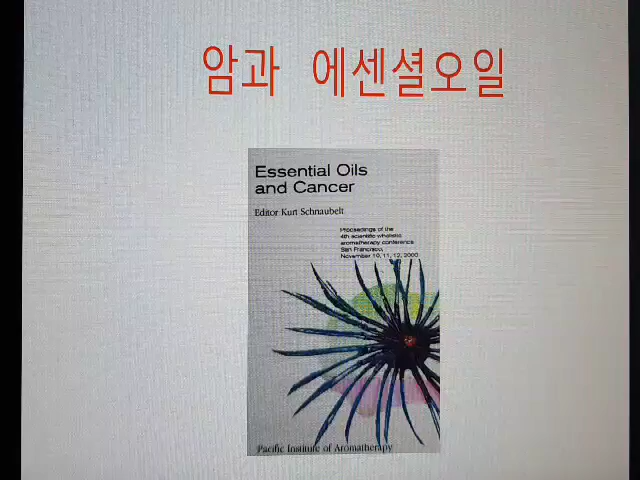 암과 에센셜오일
Essential Oils
and Cancer
Editor Kurt Schnaubelt
Proceedings of the
4th scientific wholistic
aromatherapy conference
San Francisco,
November 10, 11, 12, 2000
Pacific Institute of Aromatherapy